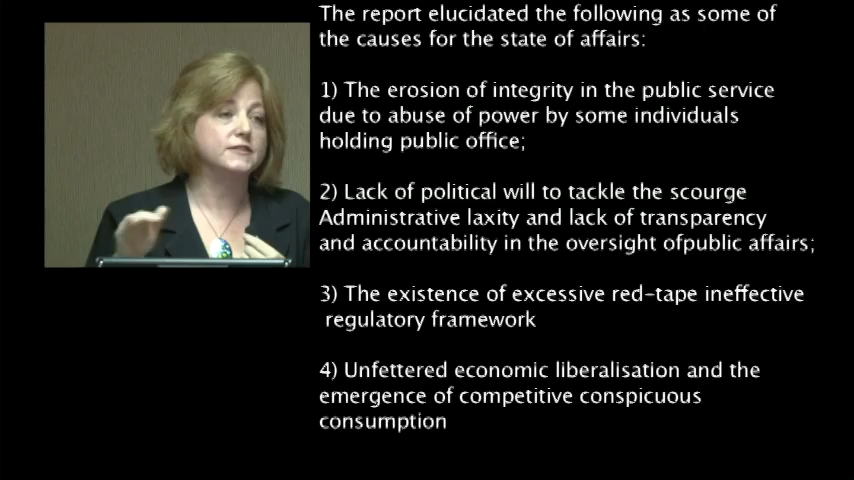 The report elucidated the following as some of
the causes for the state of affairs:
1) The erosion of integrity in the public service
due to abuse of power by some individuals
holding public office;
2) Lack of political will to tackle the scourge
Administrative laxity and lack of transparency
and accountability in the oversight ofpublic affairs;
3) The existence of excessive red-tape ineffective
regulatory framework
4) Unfettered economic liberalisation and the
emergence of competitive conspicuous
consumption